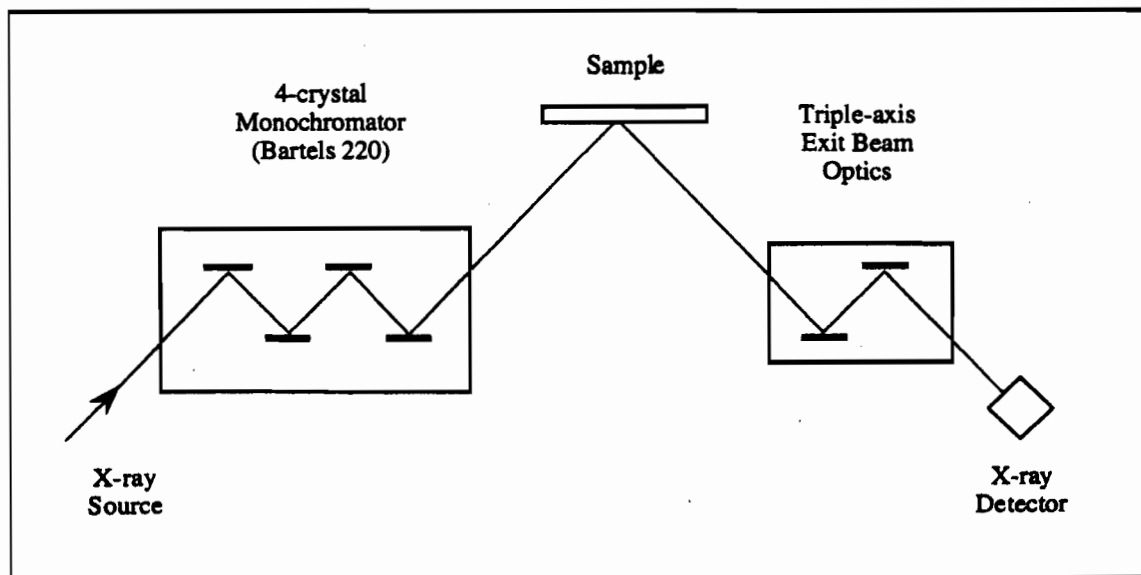 4-crystal
Monochromator
(Bartels 220)
Sample
Triple-axis
Exit Beam
Optics
X-ray
Source
X-ray
Detector